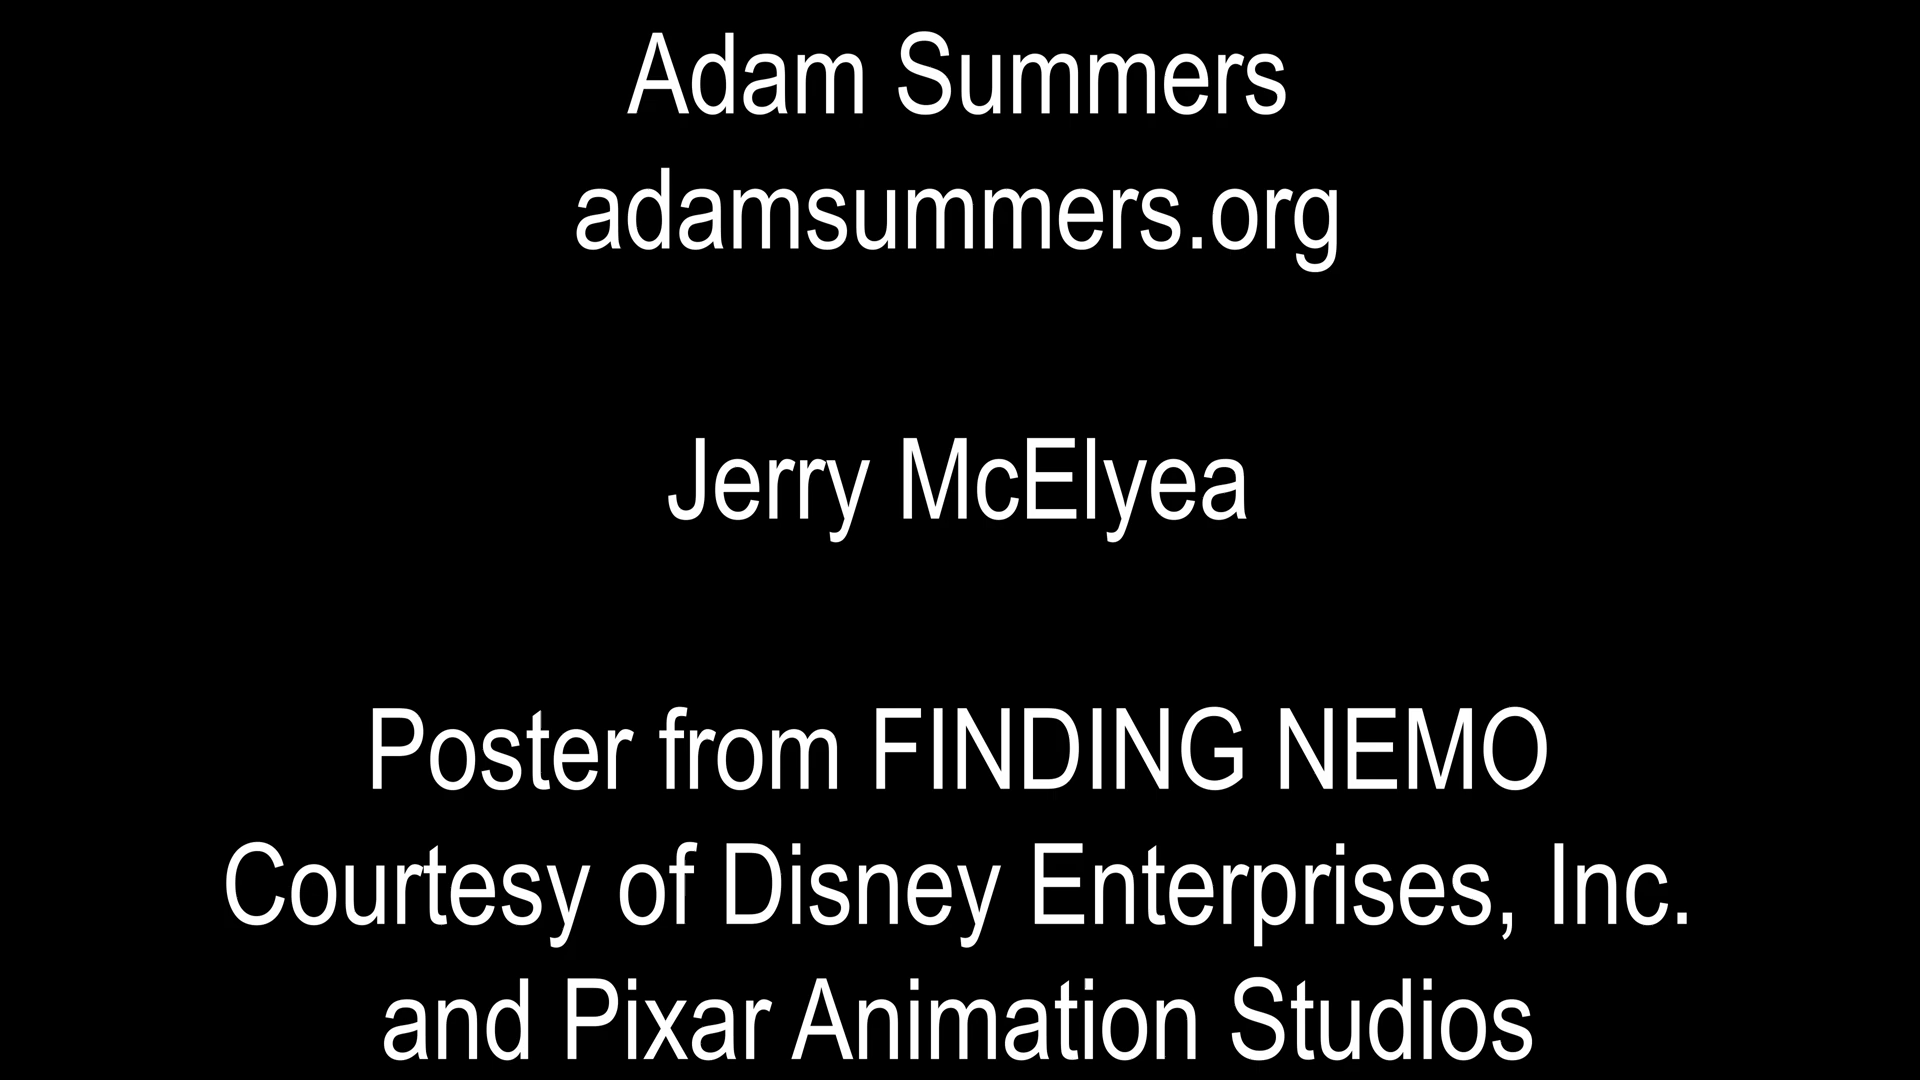 Adam Summers
adamsummers.org
Jerry McElyea
Poster from FINDING NEMO
Courtesy of Disney Enterprises, Inc.
and Pixar Animation Studios